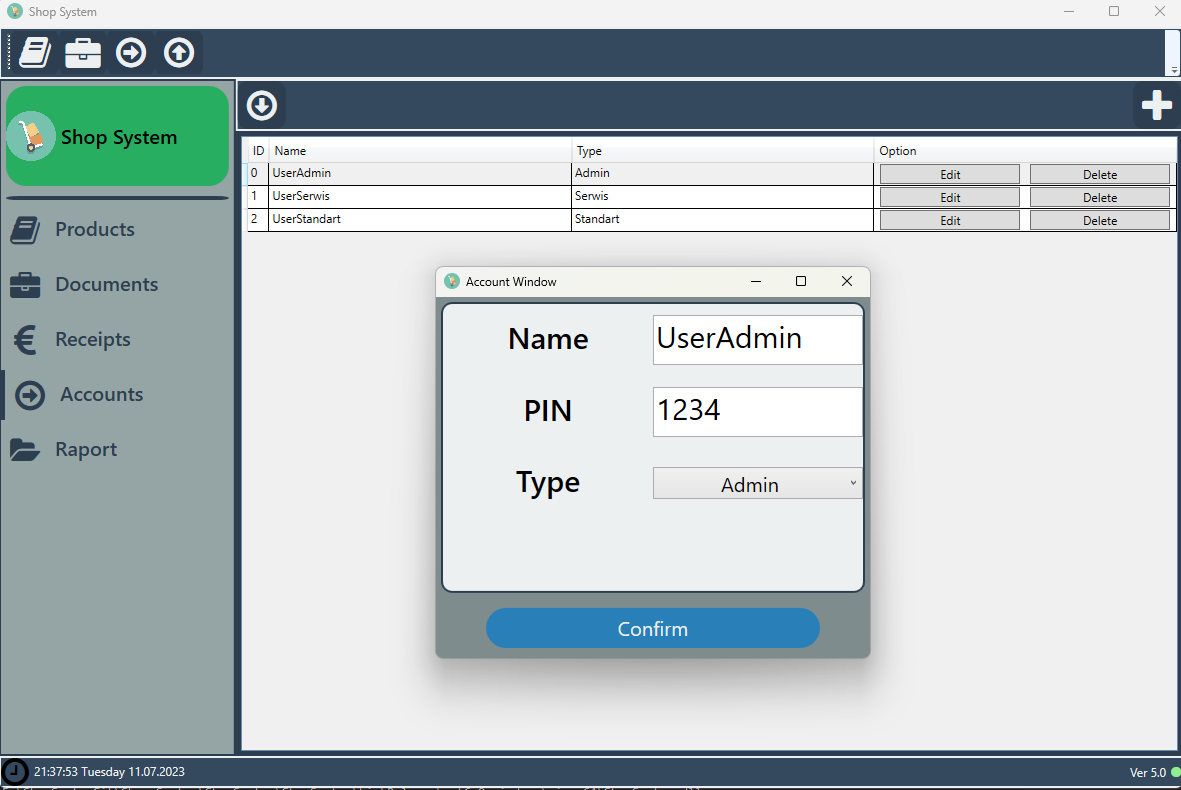 Shop System
Shop System
Products
Documents
Receipts
Accounts
Raport
ID Name Type Option
0 UserAdmin Admin Edit Delete
1 UserSerwis Serwis Edit Delete
2 UserStandart Standart Edit Delete
Account Window
Name UserAdmin
PIN 1234
Type Admin
Confirm
21:37:53 Tuesday 11.07.2023 Ver 5.0